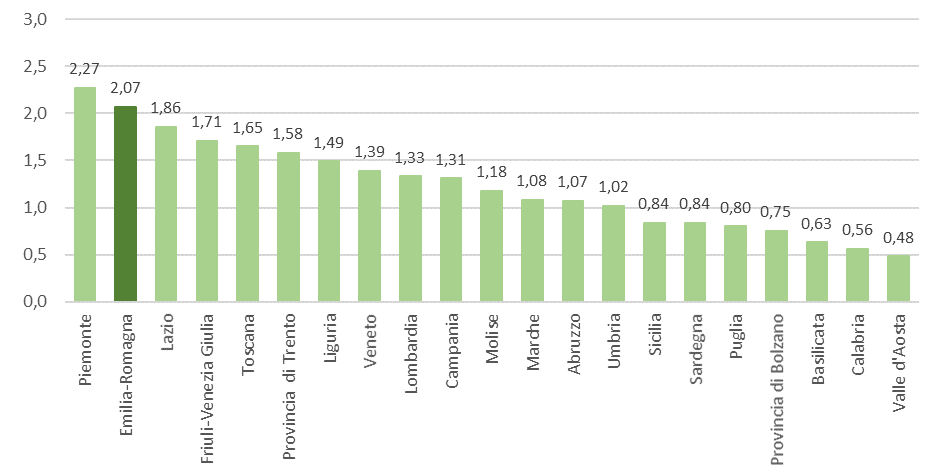 3,0
2,5
2,0
1,5
1,0
0,5
0,0
2,27
2,07
1,86
1,71
1,65
1,58
1,49
1,39
1,33
1,31
1,18
1,08
1,07
1,02
0,84
0,84
0,80
0,75
0,63
0,56
0,48
Piemonte
Emilia-Romagna
Lazio
Friuli-Venezia Giulia
Toscana
Provincia di Trento
Liguria
Veneto
Lombardia
Campania
Molise
Marche
Abruzzo
Umbria
Sicilia
Sardegna
Puglia
Provincia di Bolzano
Basilicata
Calabria
Valle d'Aosta